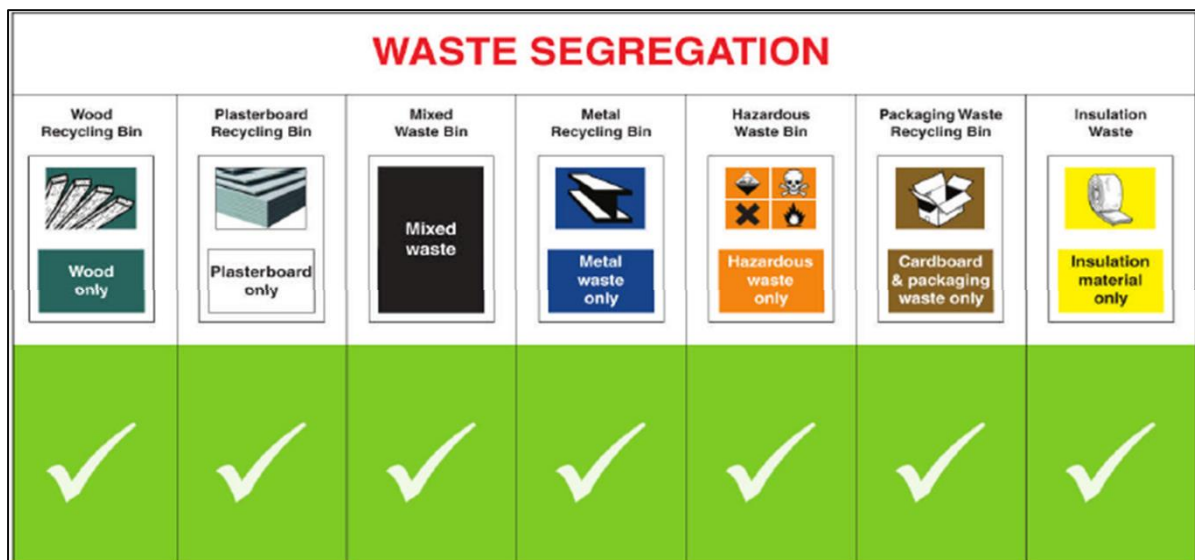 WASTE SEGREGATION
Wood
Recycling Bin
Plasterboard
Recycling Bin
Mixed
Waste Bin
Metal
Recycling Bin
Hazardous
Waste Bin
Packaging Waste
Recycling Bin
Insulation
Waste
Wood
only
Plasterboard
only
Mixed
waste
Metal
waste
only
Hazardous
waste
only
Cardboard
& packaging
waste only
Insulation
material
only